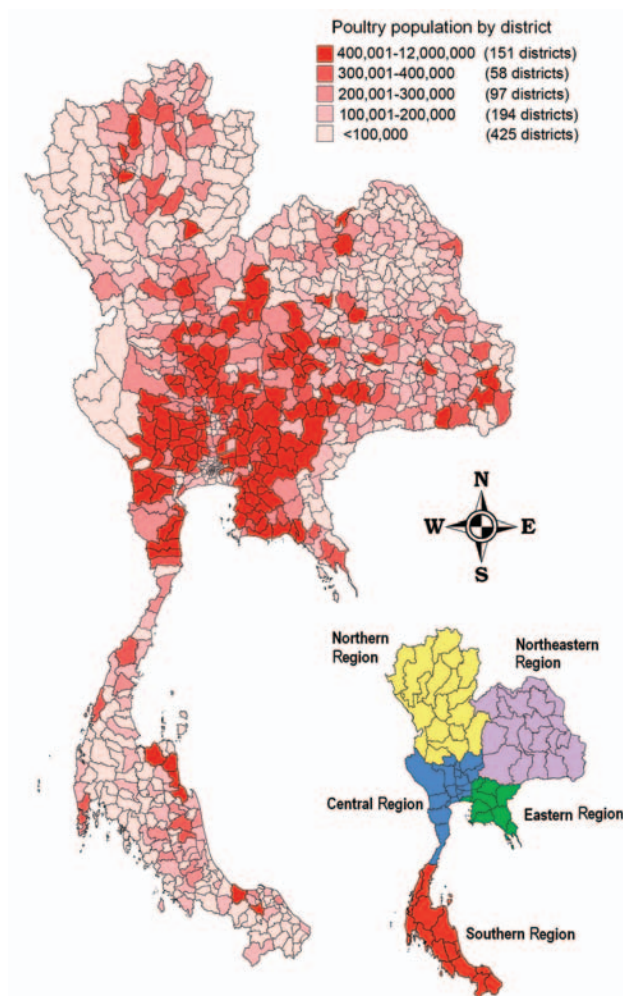 Poultry population by district
400,001-12,000,000 (151 districts)
300,001-400,000 (58 districts)
200,001-300,000 (97 districts)
100,001-200,000 (194 districts)
<100,000 (425 districts)
N
W E
S
Northern
Region
Northeastern
Region
Central Region
Eastern Region
Southern Region